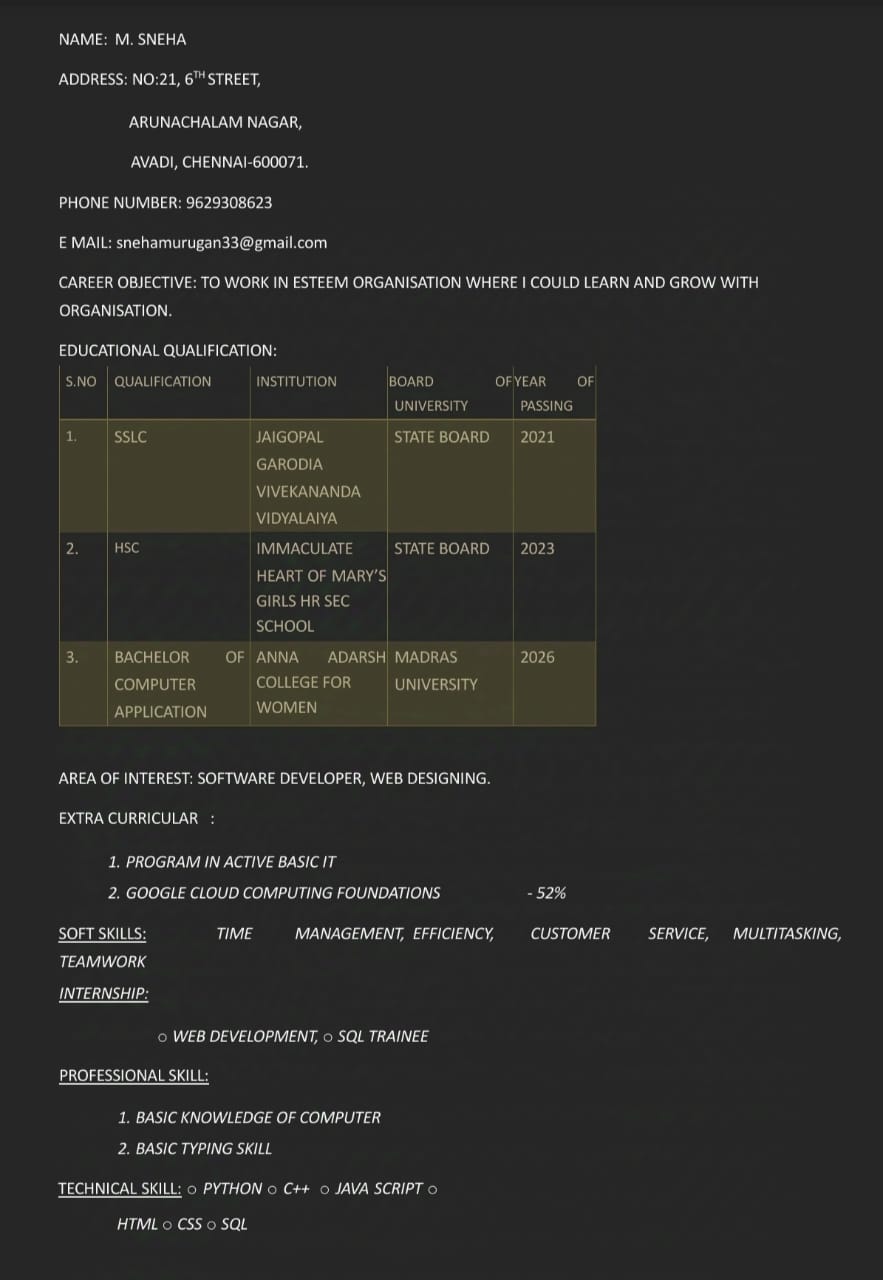 NAME: M. SNEHA
ADDRESS: NO:21, 6TH STREET,
ARUNACHALAM NAGAR,
AVADI, CHENNAI-600071.
PHONE NUMBER: 9629308623
E MAIL: snehamurugan33@gmail.com
CAREER OBJECTIVE: TO WORK IN ESTEEM ORGANISATION WHERE I COULD LEARN AND GROW WITH
ORGANISATION.
EDUCATIONAL QUALIFICATION:
S.NO QUALIFICATION INSTITUTION BOARD OF YEAR OF
UNIVERSITY PASSING
1. SSLC JAIGOPAL STATE BOARD 2021
GARODIA
VIVEKANANDA
VIDYALAIYA
2. HSC IMMACULATE STATE BOARD 2023
HEART OF MARY'S
GIRLS HR SEC
SCHOOL
3. BACHELOR OF ANNA ADARSH MADRAS 2026
COMPUTER COLLEGE FOR UNIVERSITY
APPLICATION WOMEN
AREA OF INTEREST: SOFTWARE DEVELOPER, WEB DESIGNING.
EXTRA CURRICULAR :
1. PROGRAM IN ACTIVE BASIC IT
2. GOOGLE CLOUD COMPUTING FOUNDATIONS - 52%
SOFT SKILLS: TIME MANAGEMENT, EFFICIENCY, CUSTOMER SERVICE, MULTITASKING,
TEAMWORK
INTERNSHIP:
○ WEB DEVELOPMENT, ○ SQL TRAINEE
PROFESSIONAL SKILL:
1. BASIC KNOWLEDGE OF COMPUTER
2. BASIC TYPING SKILL
TECHNICAL SKILL: ○ PYTHON ○ C++ ○ JAVA SCRIPT ○
HTML ○ CSS ○ SQL